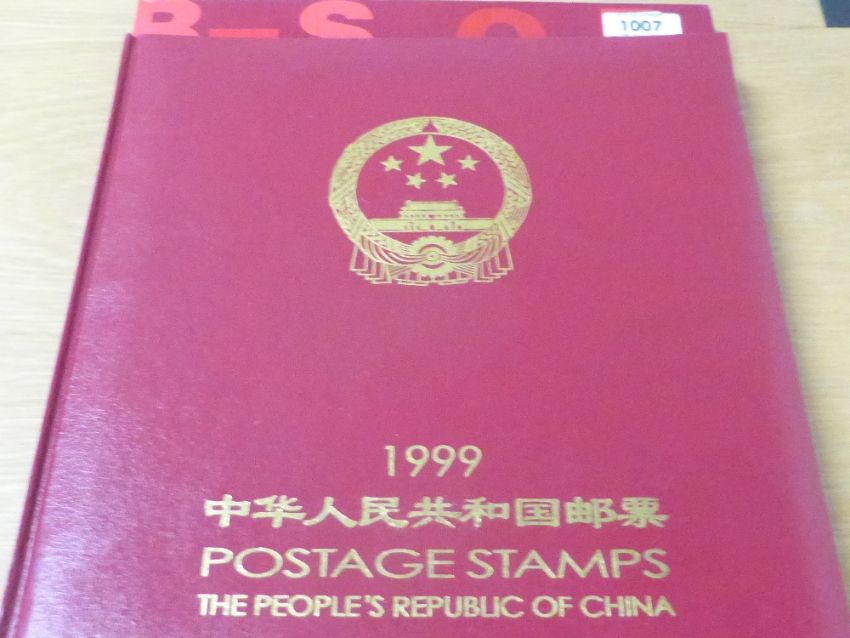 1007
1999
中华人民共和国邮票
POSTAGE STAMPS
THE PEOPLE'S REPUBLIC OF CHINA